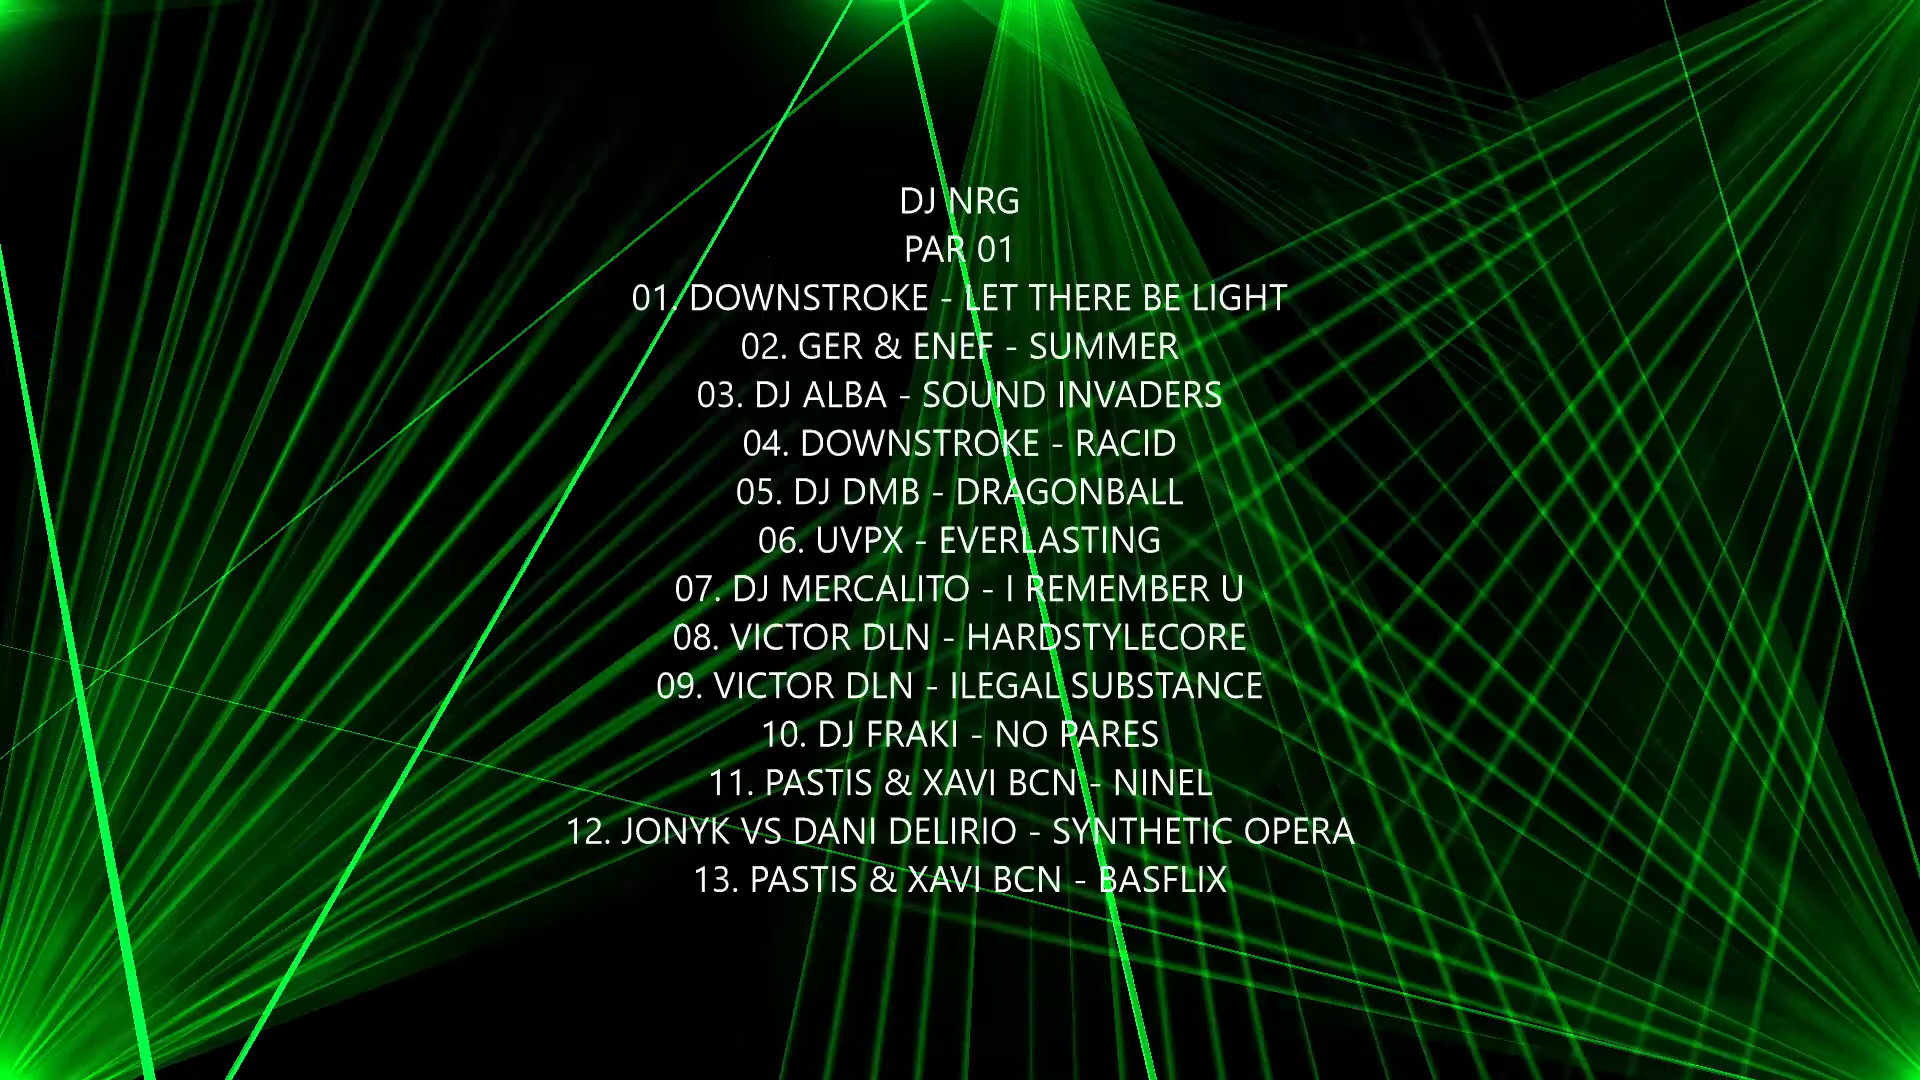 DJ NRG
PAR 01
01. DOWNSTROKE - LET THERE BE LIGHT
02. GER & ENEF - SUMMER
03. DJ ALBA - SOUND INVADERS
04. DOWNSTROKE - RACID
05. DJ DMB - DRAGONBALL
06. UVPX - EVERLASTING
07. DJ MERCALITO - I REMEMBER U
08. VICTOR DLN - HARDSTYLECORE
09. VICTOR DLN - ILEGAL SUBSTANCE
10. DJ FRAKI - NO PARES
11. PASTIS & XAVI BCN - NINEL
12. JONYK VS DANI DELIRIO - SYNTHETIC OPERA
13. PASTIS & XAVI BCN - BASFLIX